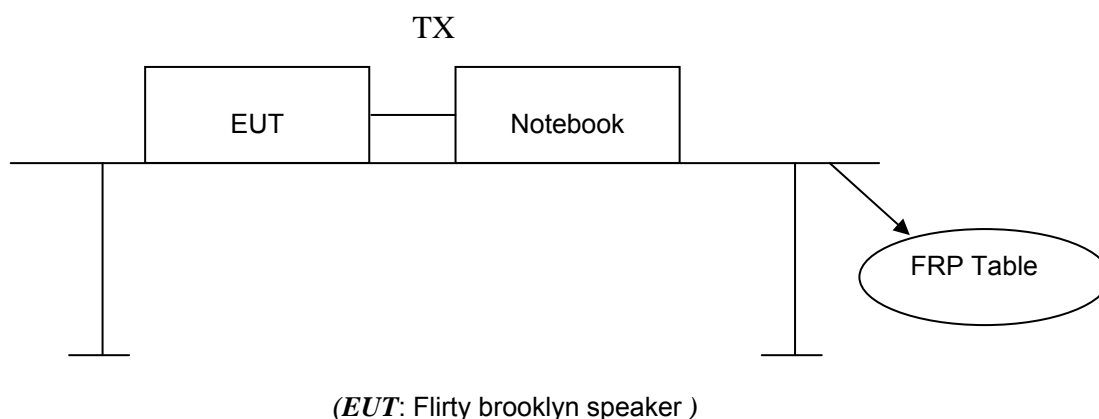 TX
EUT
Notebook
FRP Table
(EUT: Flirty brooklyn speaker )